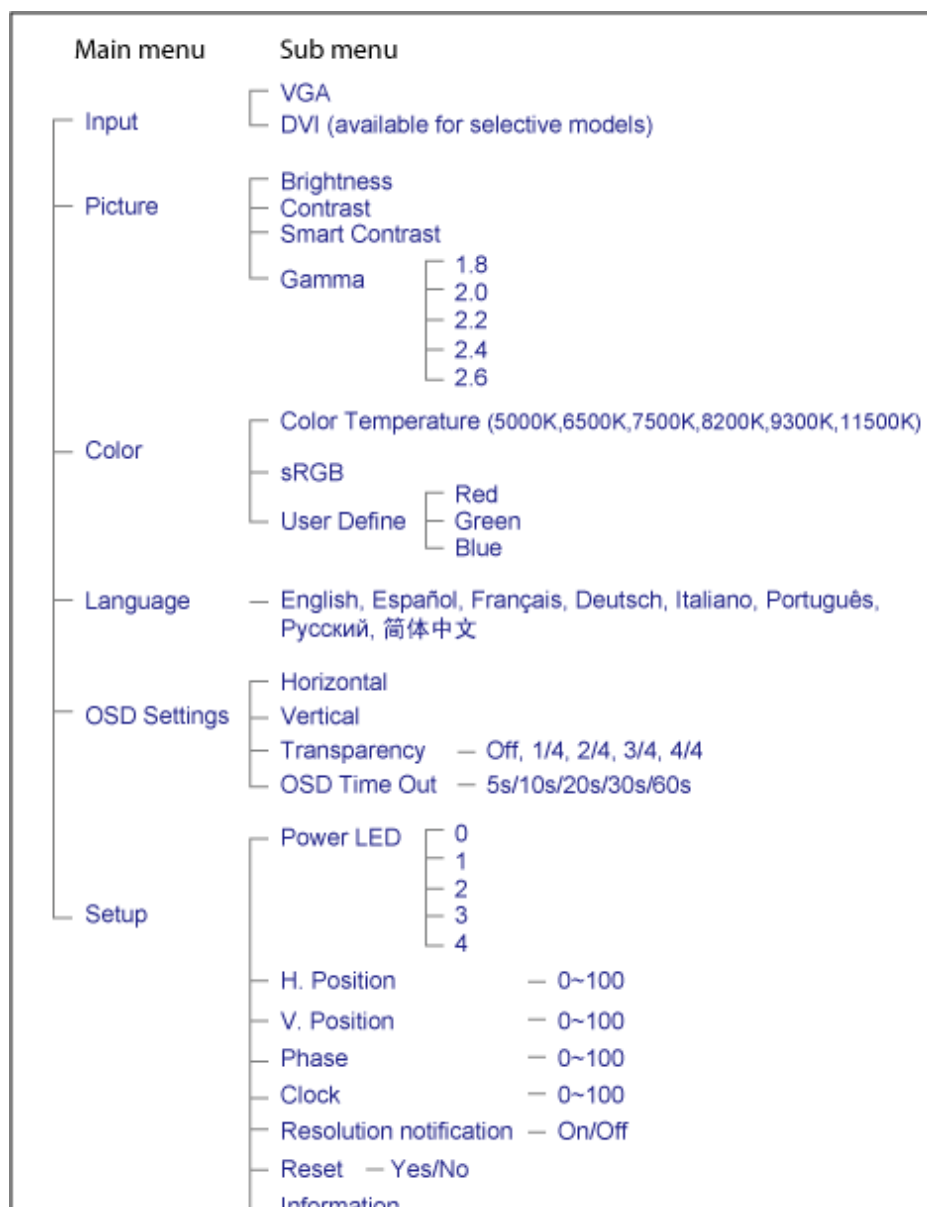 Main menu Sub menu
VGA
Input
DVI (available for selective models)
Brightness
Picture
Contrast
Smart Contrast
Gamma
1.8
2.0
2.2
2.4
2.6
Color Temperature (5000K,6500K,7500K,8200K,9300K,11500K)
Color
sRGB
Red
User Define
Green
Blue
Language
English, Español, Français, Deutsch, Italiano, Português,
Русский, 简体中文
Horizontal
OSD Settings
Vertical
Transparency — Off, 1/4, 2/4, 3/4, 4/4
OSD Time Out — 5s/10s/20s/30s/60s
Power LED
0
1
2
3
4
Setup
H. Position — 0~100
V. Position — 0~100
Phase — 0~100
Clock — 0~100
Resolution notification — On/Off
Reset — Yes/No
Information